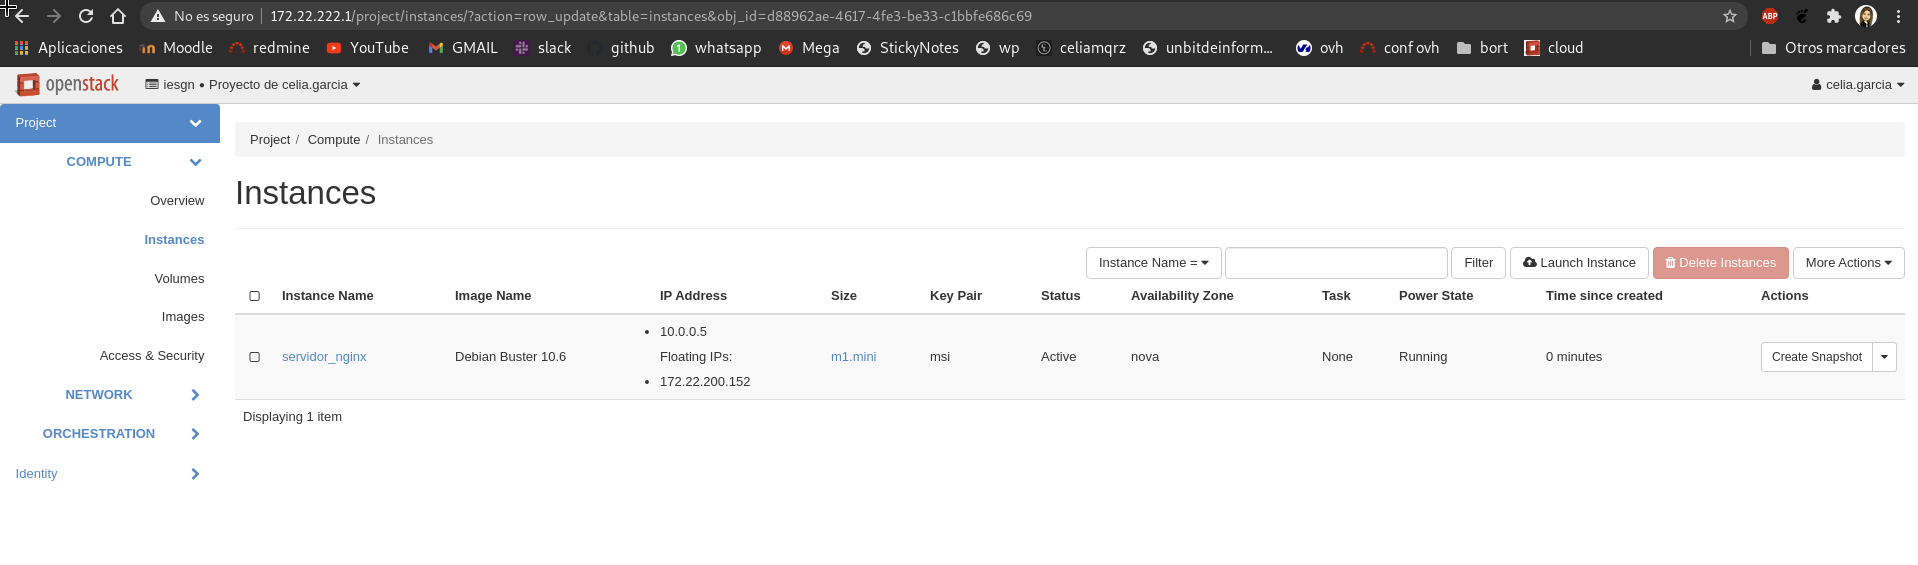 No es seguro 172.22.222.1/project/instances/?action=row_update&table=instances&obj_id=d88962ae-4617-4fe3-be33-c1bbfe686c69 ABP
Aplicaciones Moodle redmine YouTube GMAIL slack github 1 whatsapp M Mega StickyNotes wp celiamqrz unbitdeinform... ovh conf ovh bort cloud Otros marcadores
openstack iesgn • Proyecto de celia.garcia celia.garcia
Project
COMPUTE
Overview
Instances
Volumes
Images
Access & Security
NETWORK
ORCHESTRATION
Identity
Project / Compute / Instances
Instances
Instance Name = Filter Launch Instance Delete Instances More Actions
Instance Name Image Name IP Address Size Key Pair Status Availability Zone Task Power State Time since created Actions
• 10.0.0.5
servidor_nginx Debian Buster 10.6 Floating IPs: m1.mini msi Active nova None Running 0 minutes Create Snapshot
• 172.22.200.152
Displaying 1 item